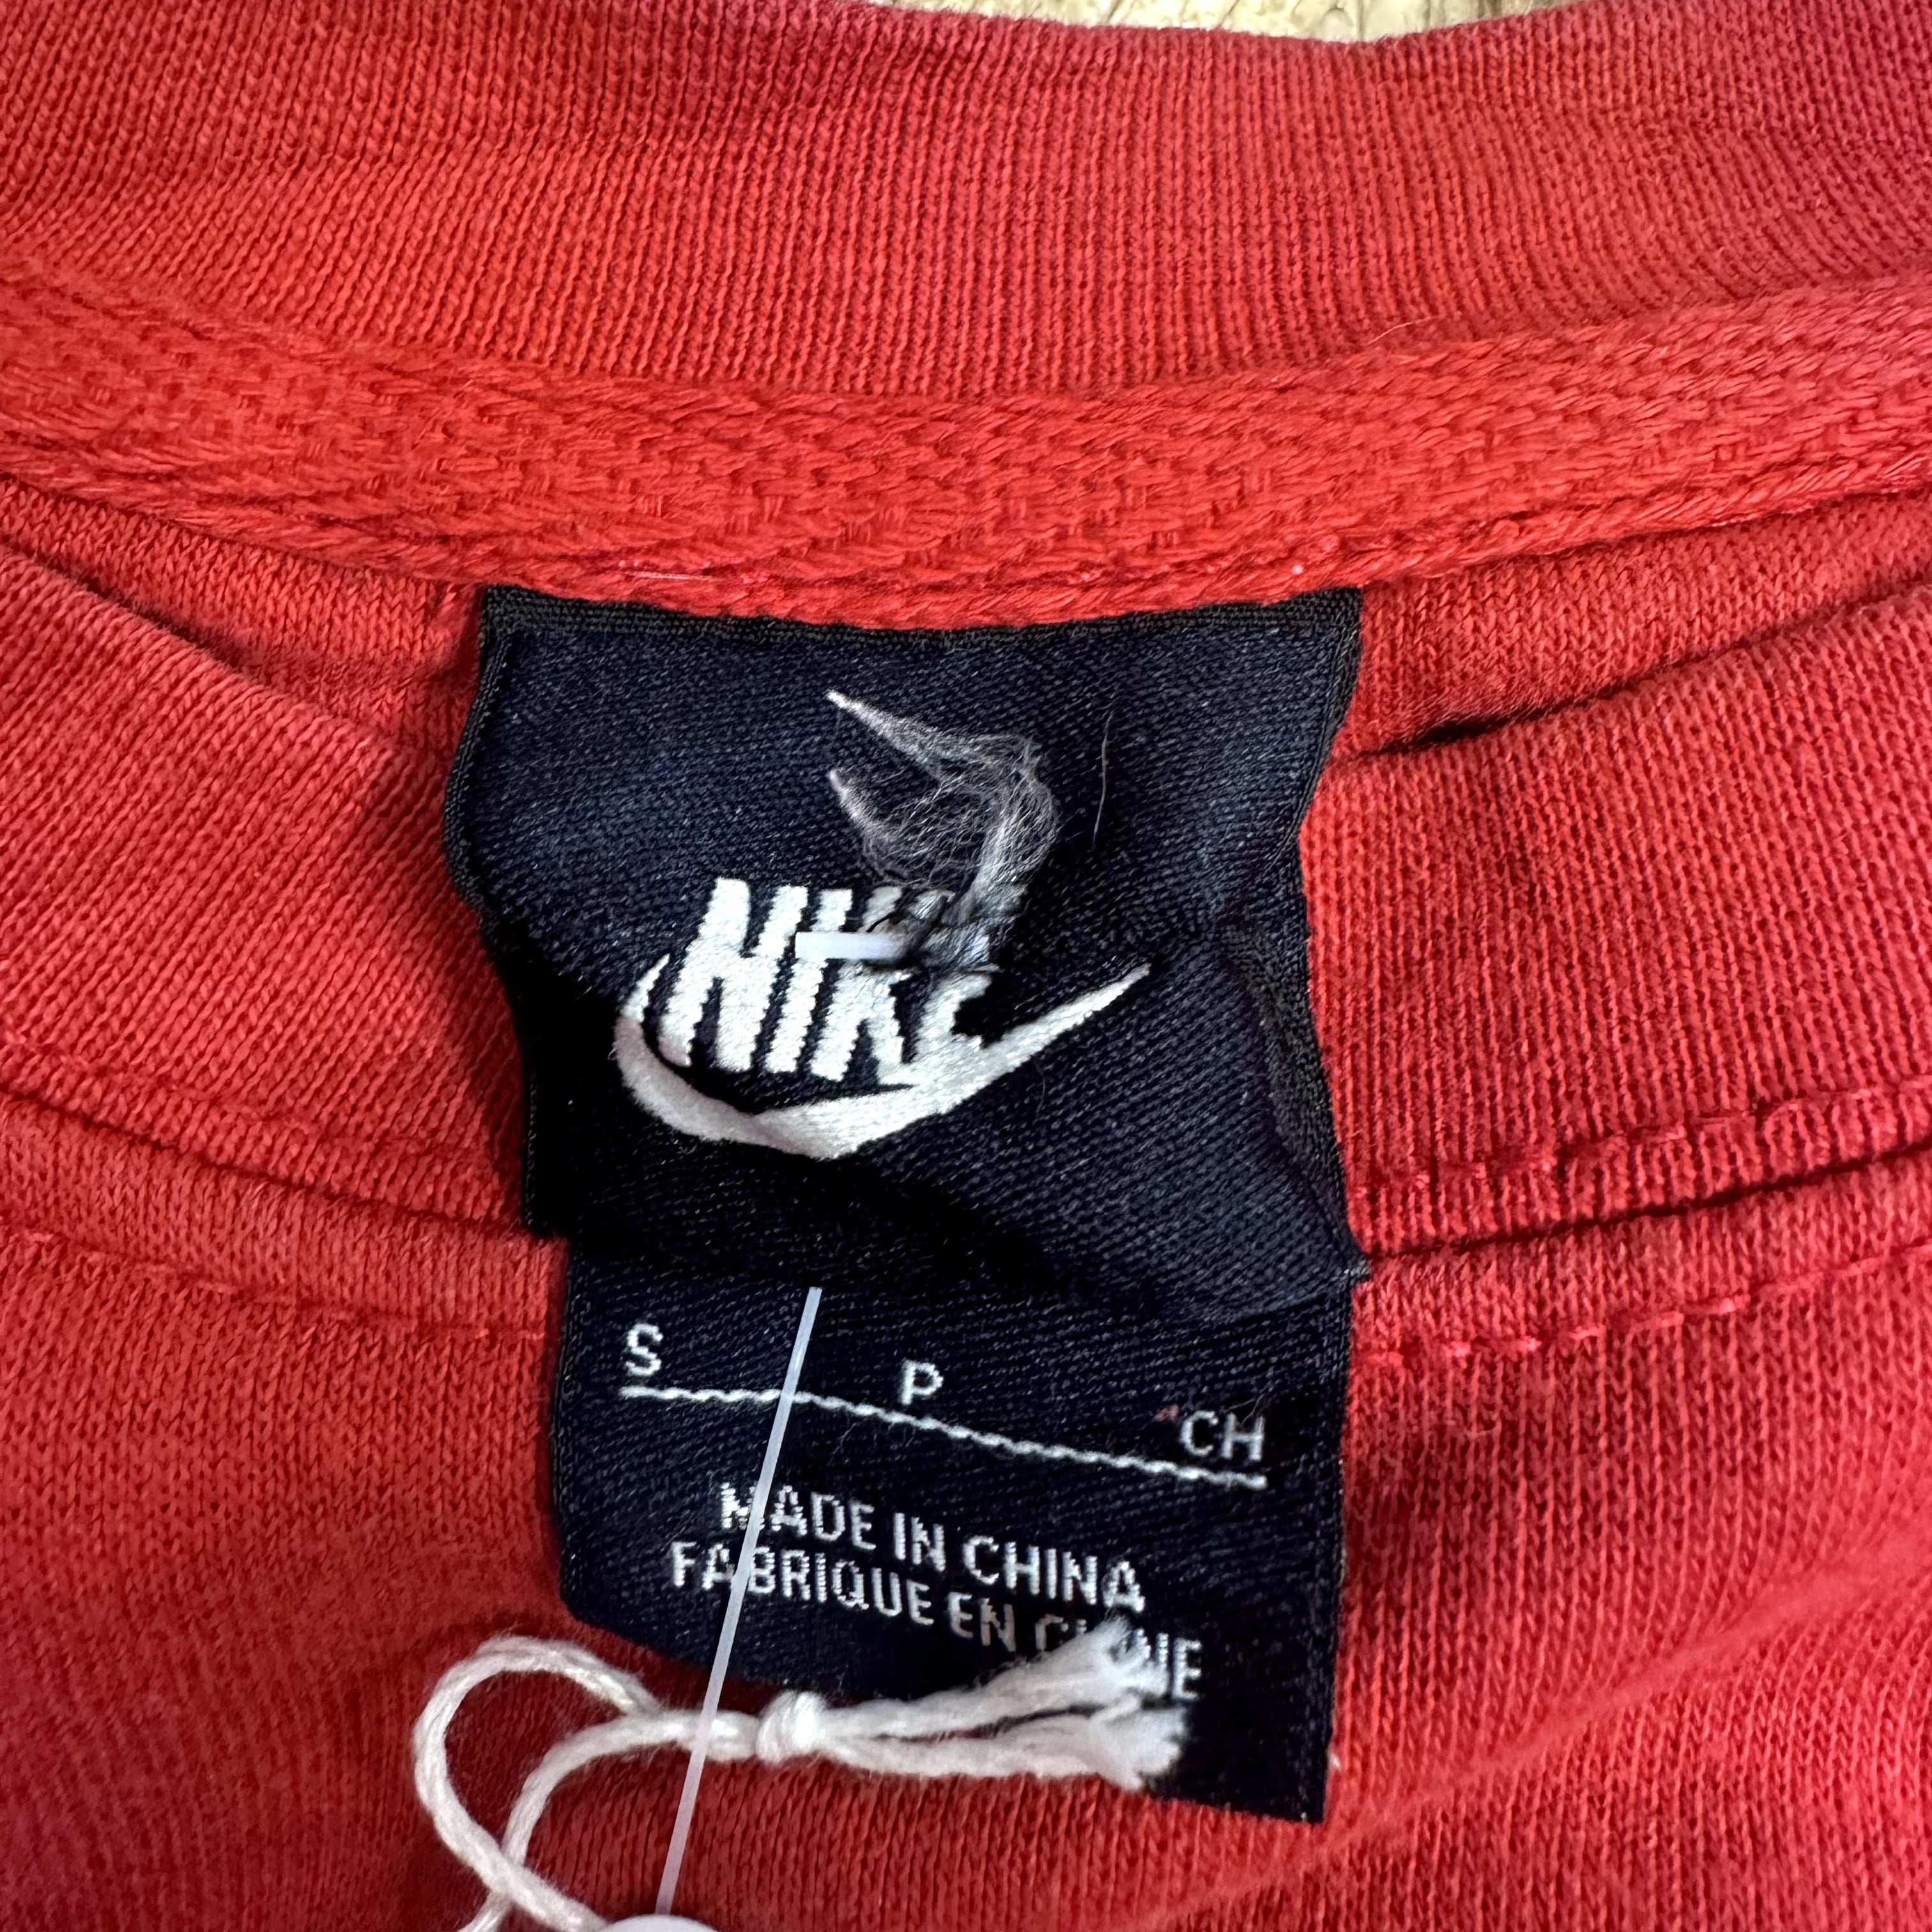 NIKE
S P CH
MADE IN CHINA
FABRIQUE EN CHINE